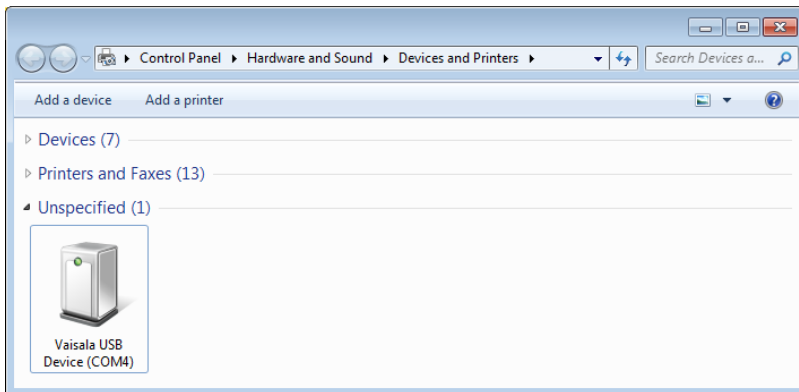 Control Panel Hardware and Sound Devices and Printers Search Devices a...
Add a device Add a printer
Devices (7)
Printers and Faxes (13)
Unspecified (1)
Vaisala USB
Device (COM4)